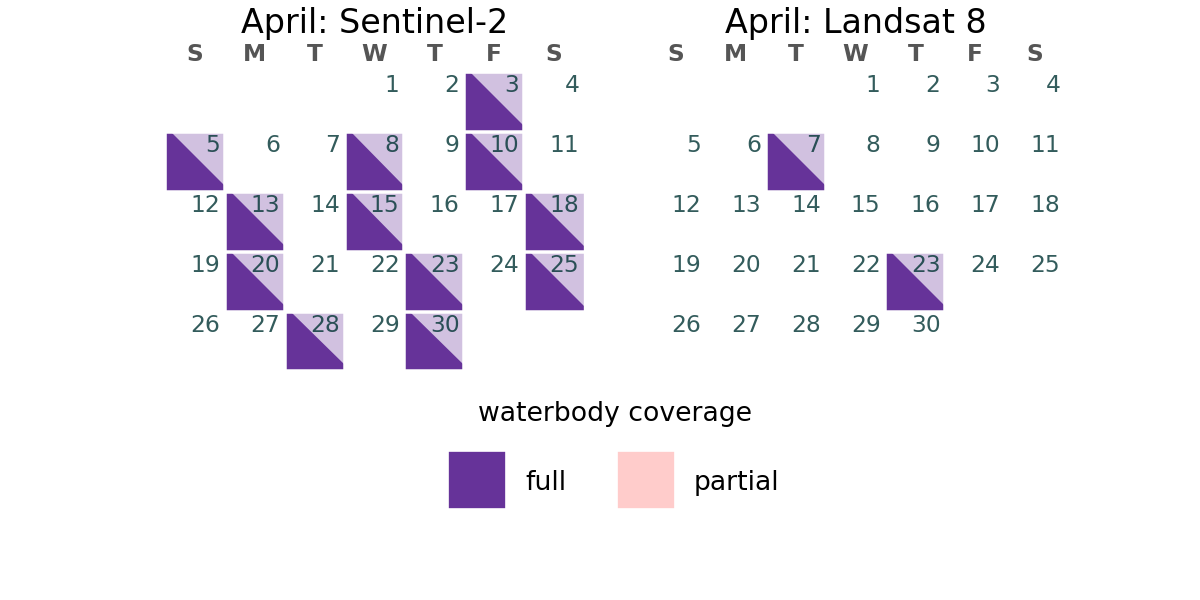 April: Sentinel-2
S M T W T F S
1 2 3 4
5 6 7 8 9 10 11
12 13 14 15 16 17 18
19 20 21 22 23 24 25
26 27 28 29 30
April: Landsat 8
S M T W T F S
1 2 3 4
5 6 7 8 9 10 11
12 13 14 15 16 17 18
19 20 21 22 23 24 25
26 27 28 29 30
waterbody coverage
full partial